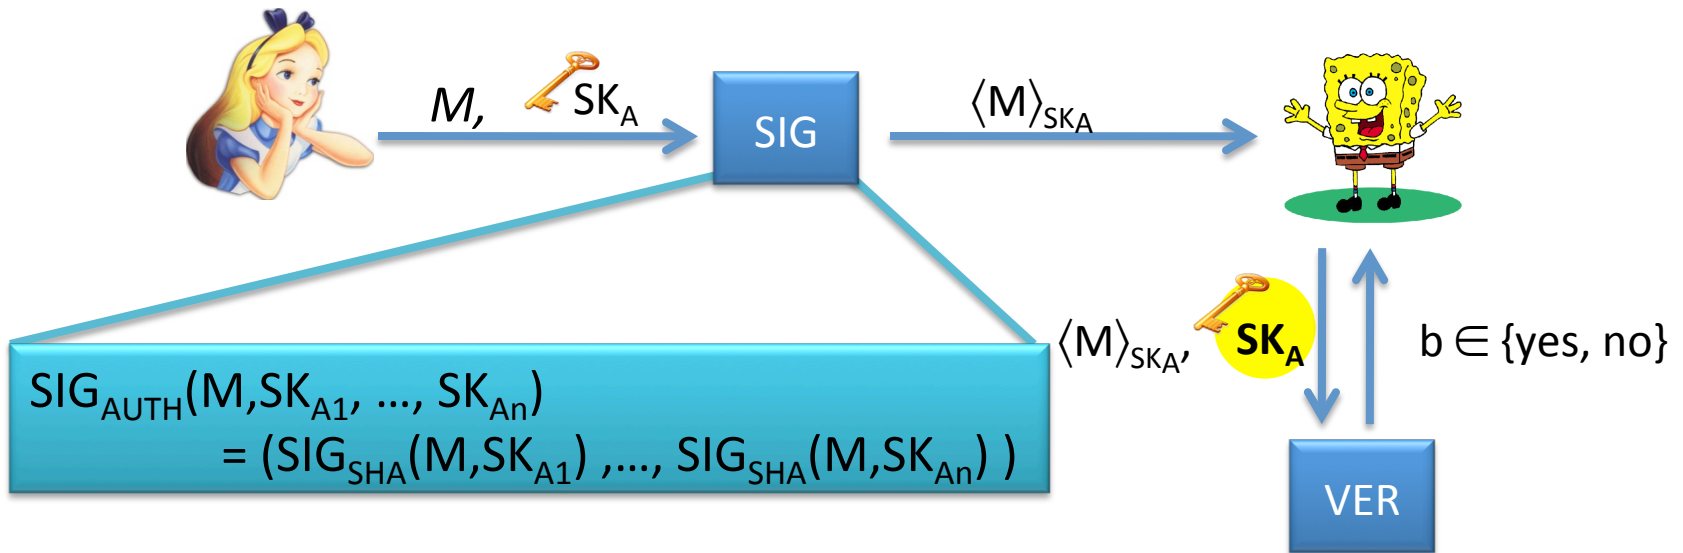 M, SK_A
SIG
⟨M⟩_SK_A
SIG_AUTH(M,SK_A1, ..., SK_An)
= (SIG_SHA(M,SK_A1) ,..., SIG_SHA(M,SK_An) )
⟨M⟩_SK_A, SK_A
b ∈ {yes, no}
VER